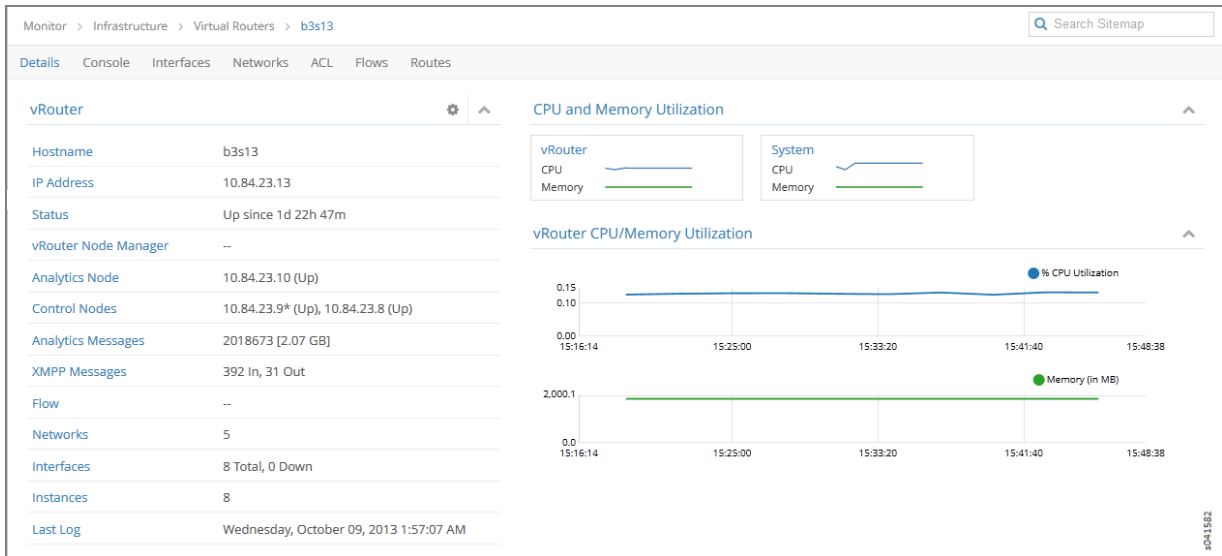 Monitor > Infrastructure > Virtual Routers > b3s13
Search Sitemap
Details Console Interfaces Networks ACL Flows Routes
vRouter
Hostname b3s13
IP Address 10.84.23.13
Status Up since 1d 22h 47m
vRouter Node Manager --
Analytics Node 10.84.23.10 (Up)
Control Nodes 10.84.23.9* (Up), 10.84.23.8 (Up)
Analytics Messages 2018673 [2.07 GB]
XMPP Messages 392 In, 31 Out
Flow --
Networks 5
Interfaces 8 Total, 0 Down
Instances 8
Last Log Wednesday, October 09, 2013 1:57:07 AM
CPU and Memory Utilization
vRouter
CPU
Memory
System
CPU
Memory
vRouter CPU/Memory Utilization
% CPU Utilization
0.15
0.10
0.00
15:16:14 15:25:00 15:33:20 15:41:40 15:48:38
Memory (in MB)
2,000.1
0.0
15:16:14 15:25:00 15:33:20 15:41:40 15:48:38
s041582